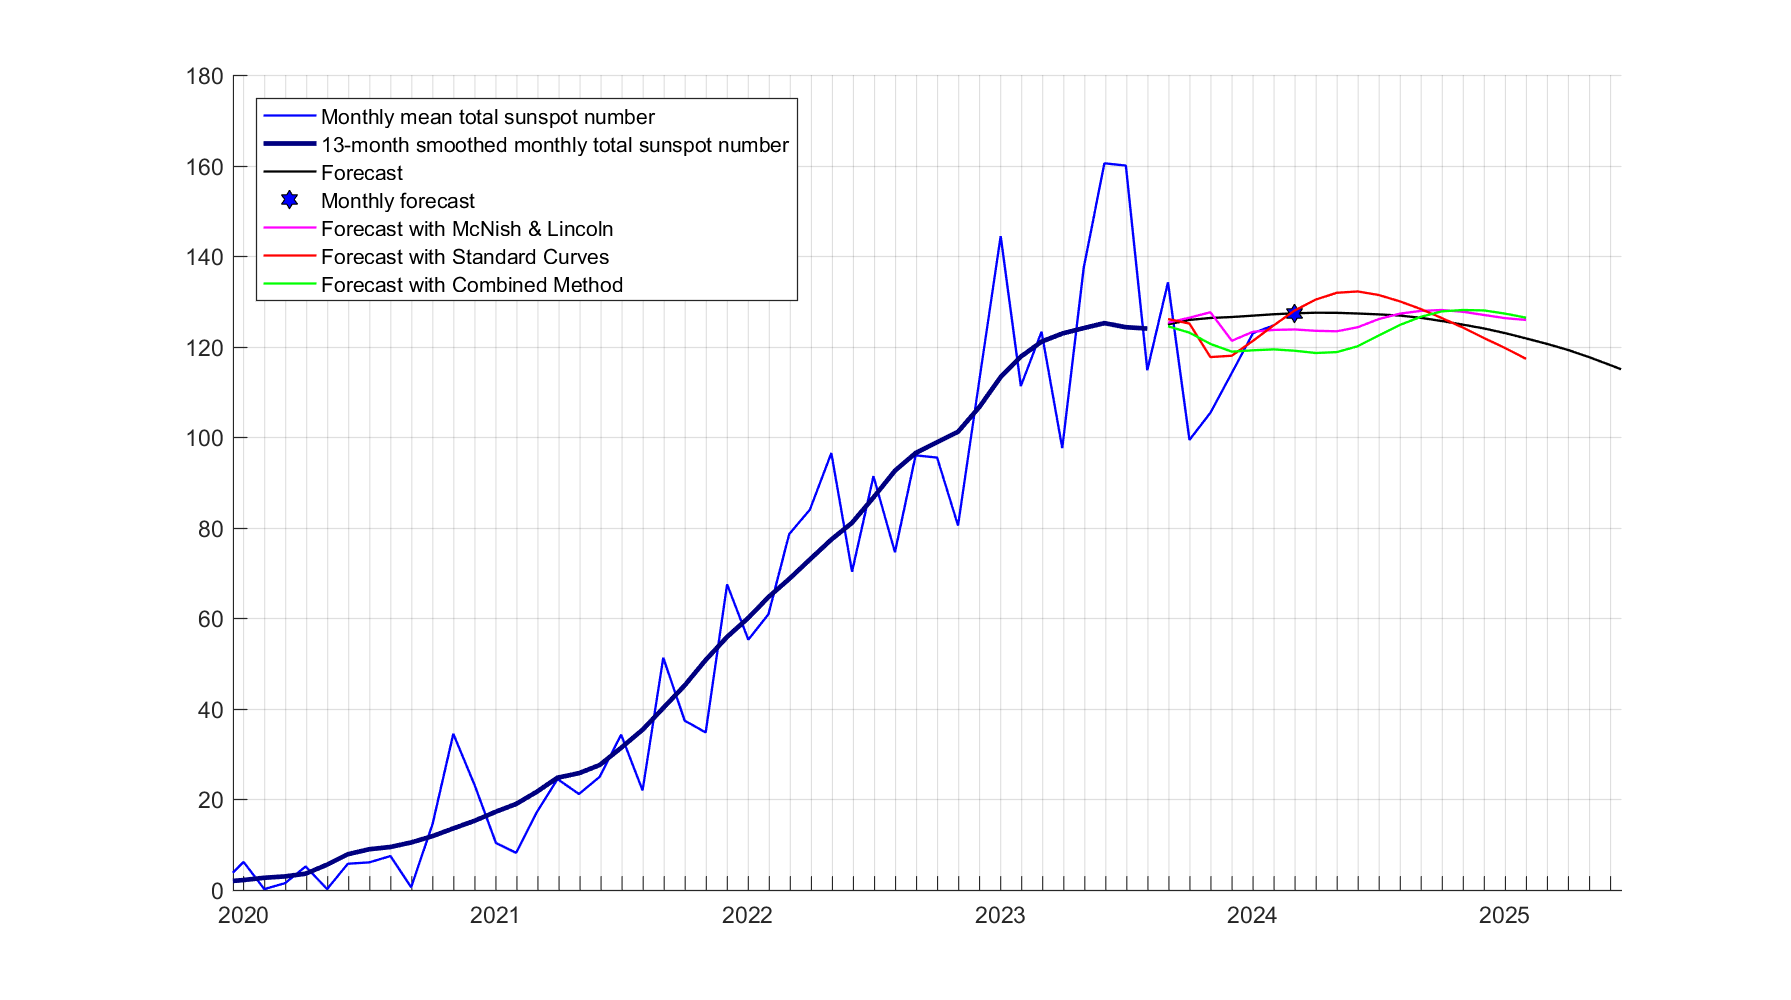 180
160
140
120
100
80
60
40
20
0
Monthly mean total sunspot number
13-month smoothed monthly total sunspot number
Forecast
Monthly forecast
Forecast with McNish & Lincoln
Forecast with Standard Curves
Forecast with Combined Method
2020 2021 2022 2023 2024 2025